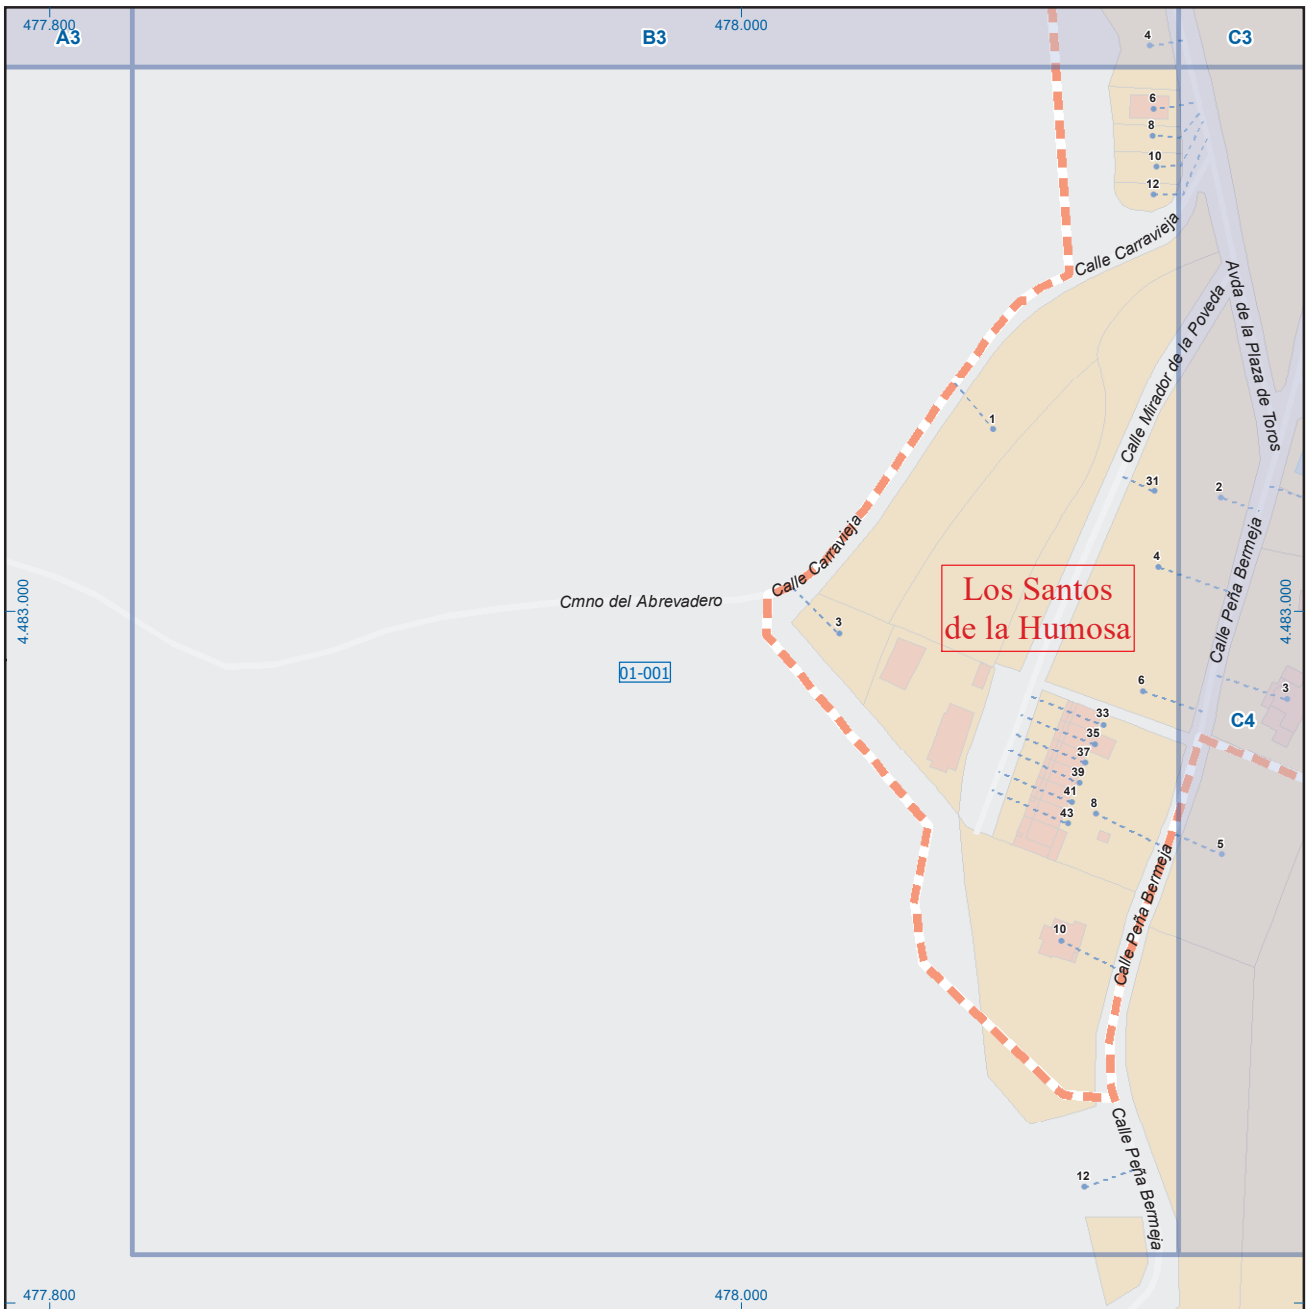 477.800
478.000
A3
B3
C3
4
6
8
10
12
Calle Carravieja
Avda de la Plaza de Toros
Calle Mirador de la Poveda
1
31
2
4
Calle Carravieja
Calle Peña Bermeja
Los Santos
de la Humosa
Cmno del Abrevadero
4.483.000
4.483.000
3
01-001
6
3
33
C4
35
37
39
41
8
43
5
Calle Peña Bermeja
10
Calle Peña Bermeja
12
477.800
478.000